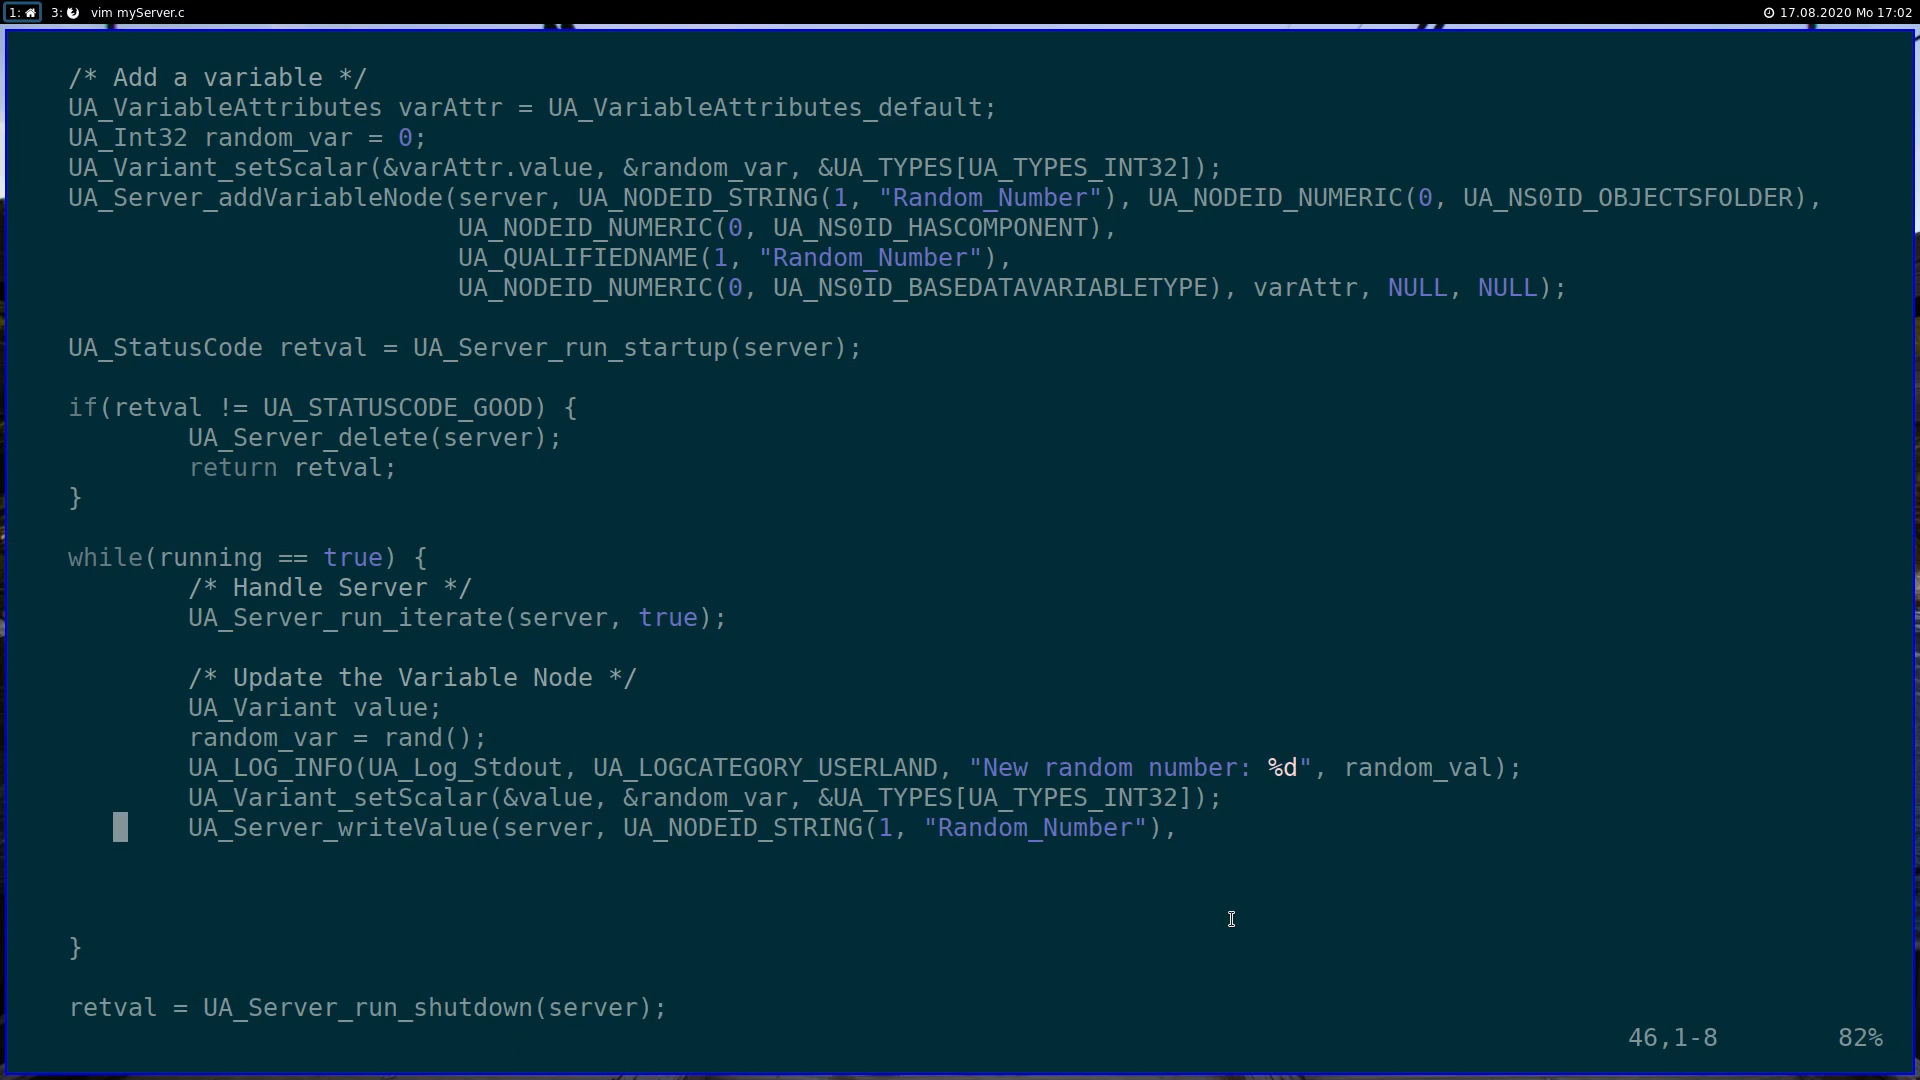 1: 3: vim myServer.c 17.08.2020 Mo 17:02
/* Add a variable */
UA_VariableAttributes varAttr = UA_VariableAttributes_default;
UA_Int32 random_var = 0;
UA_Variant_setScalar(&varAttr.value, &random_var, &UA_TYPES[UA_TYPES_INT32]);
UA_Server_addVariableNode(server, UA_NODEID_STRING(1, "Random_Number"), UA_NODEID_NUMERIC(0, UA_NS0ID_OBJECTSFOLDER),
UA_NODEID_NUMERIC(0, UA_NS0ID_HASCOMPONENT),
UA_QUALIFIEDNAME(1, "Random_Number"),
UA_NODEID_NUMERIC(0, UA_NS0ID_BASEDATAVARIABLETYPE), varAttr, NULL, NULL);
UA_StatusCode retval = UA_Server_run_startup(server);
if(retval != UA_STATUSCODE_GOOD) {
UA_Server_delete(server);
return retval;
}
while(running == true) {
/* Handle Server */
UA_Server_run_iterate(server, true);
/* Update the Variable Node */
UA_Variant value;
random_var = rand();
UA_LOG_INFO(UA_Log_Stdout, UA_LOGCATEGORY_USERLAND, "New random number: %d", random_val);
UA_Variant_setScalar(&value, &random_var, &UA_TYPES[UA_TYPES_INT32]);
UA_Server_writeValue(server, UA_NODEID_STRING(1, "Random_Number"),
}
retval = UA_Server_run_shutdown(server);
46,1-8 82%